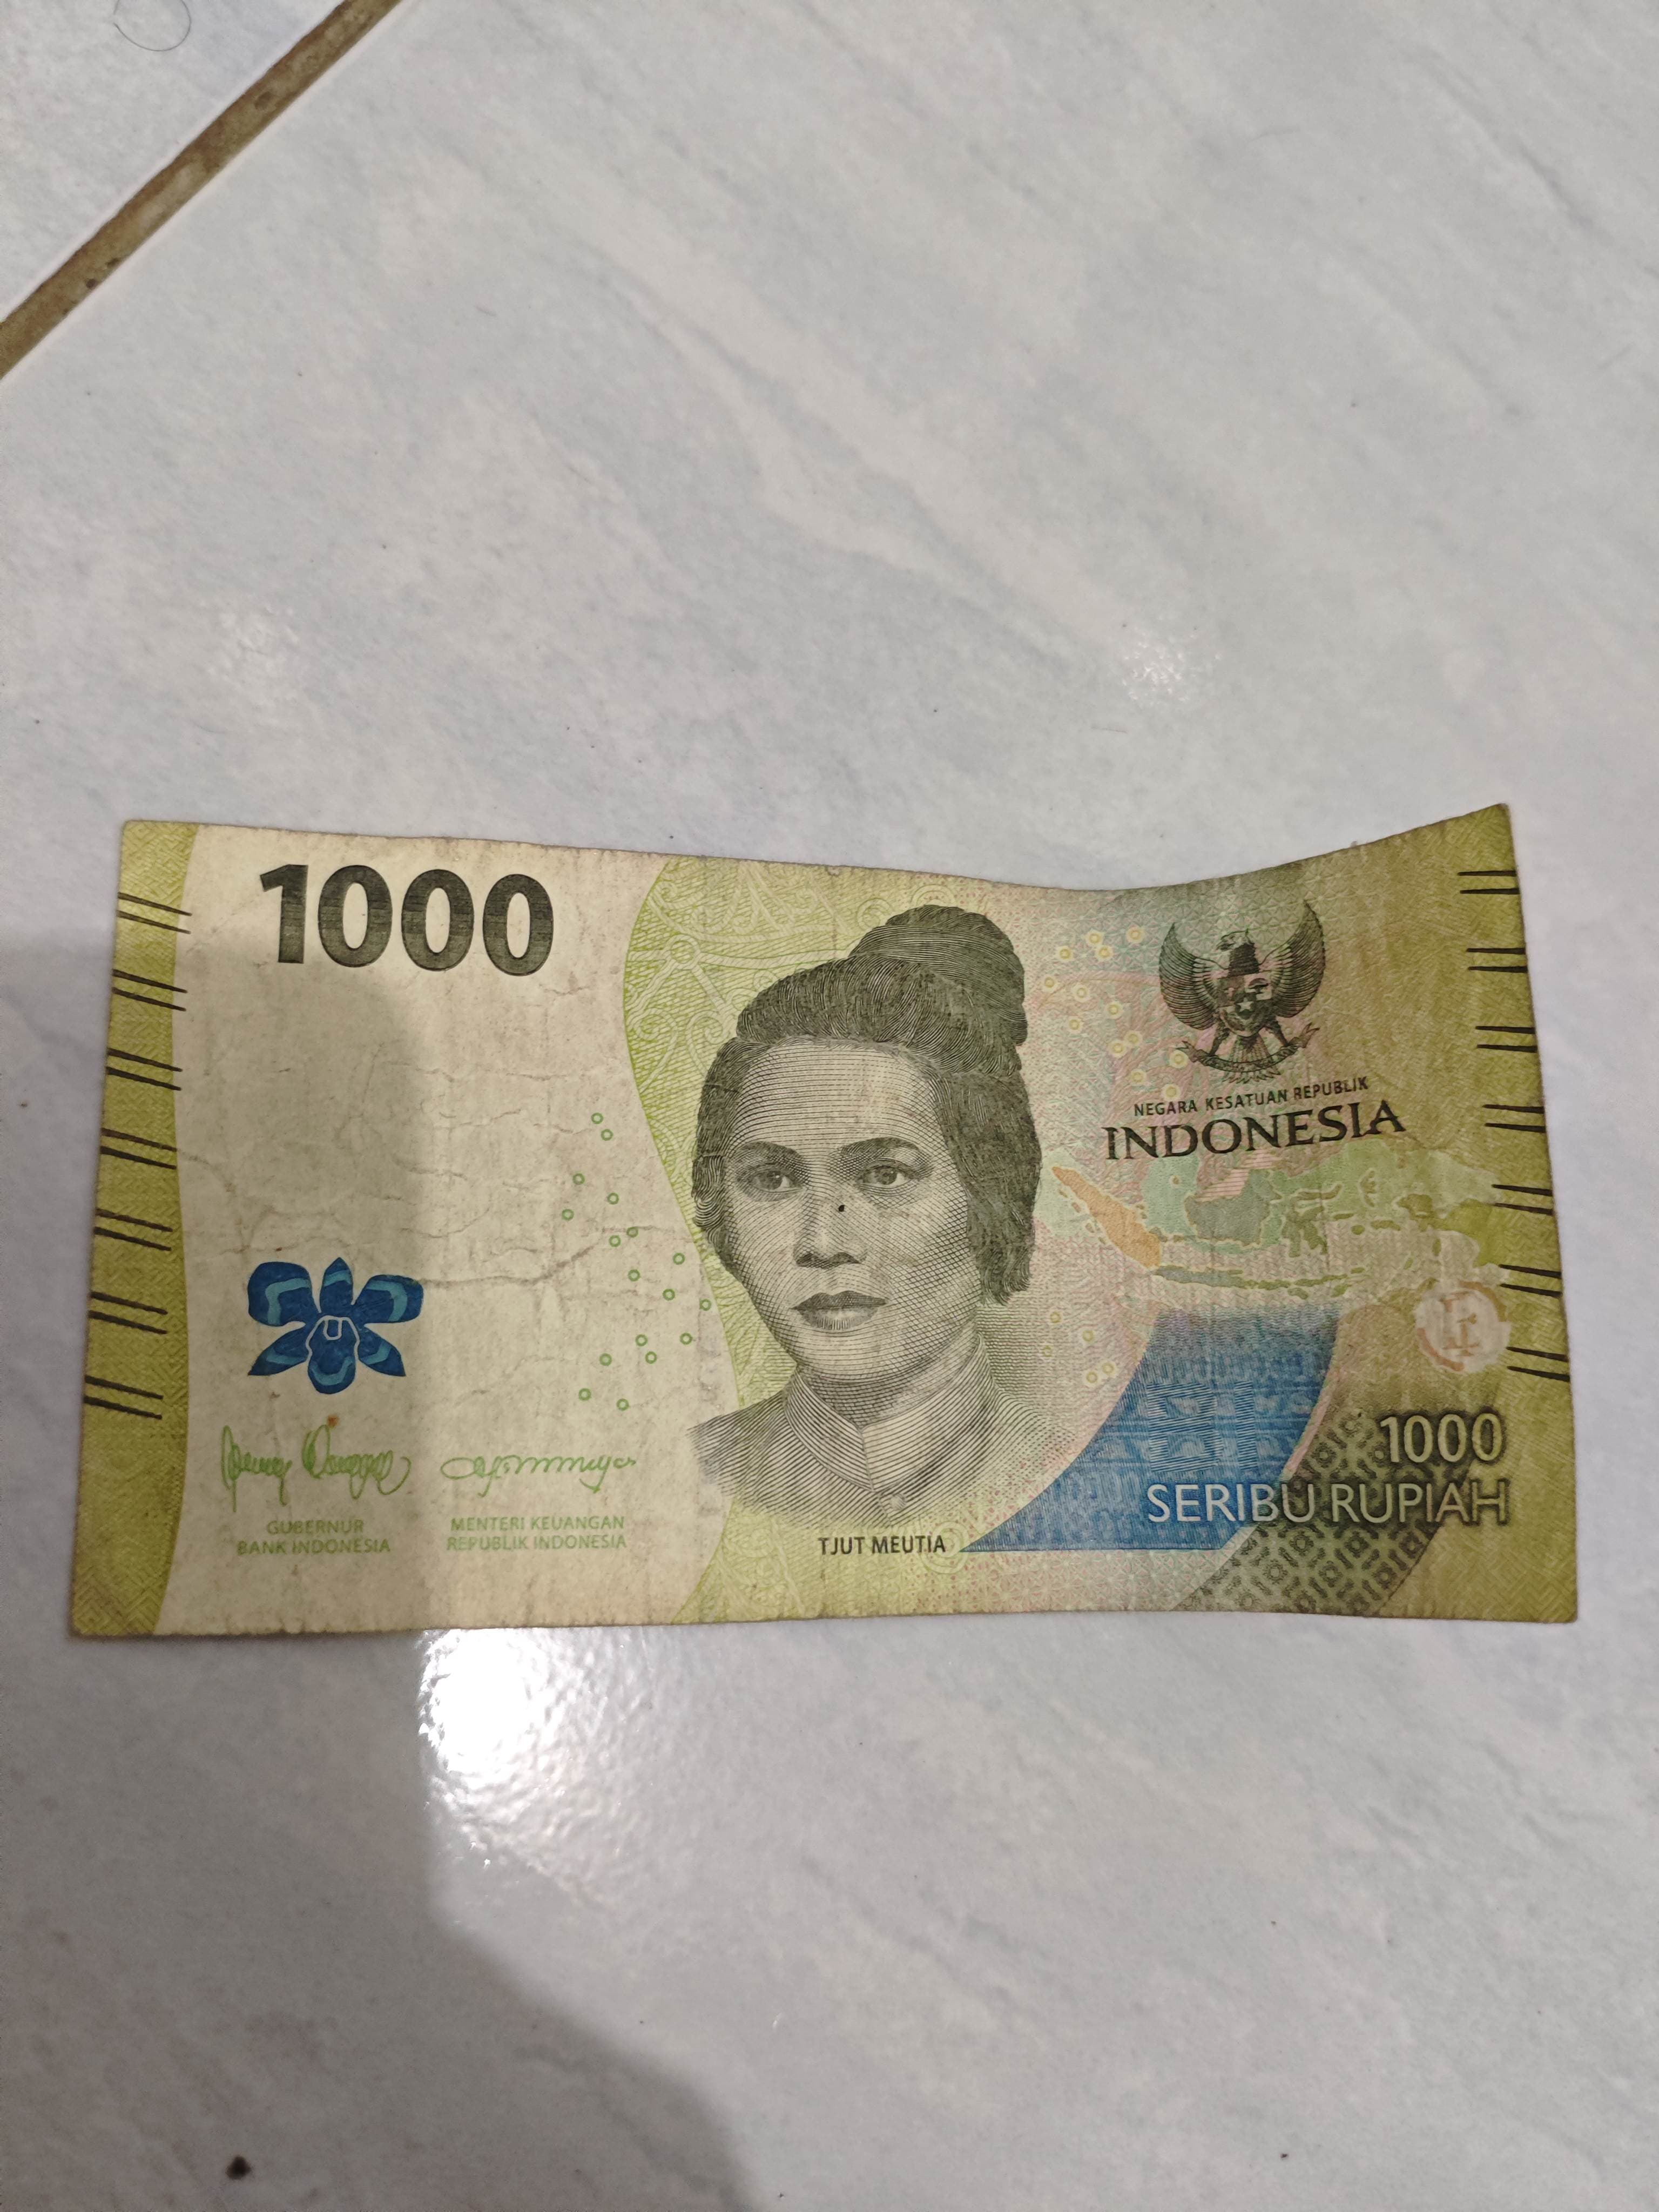 1000
NEGARA KESATUAN REPUBLIK
INDONESIA
GUBERNUR
BANK INDONESIA
MENTERI KEUANGAN
REPUBLIK INDONESIA
TJUT MEUTIA
1000
SERIBU RUPIAH